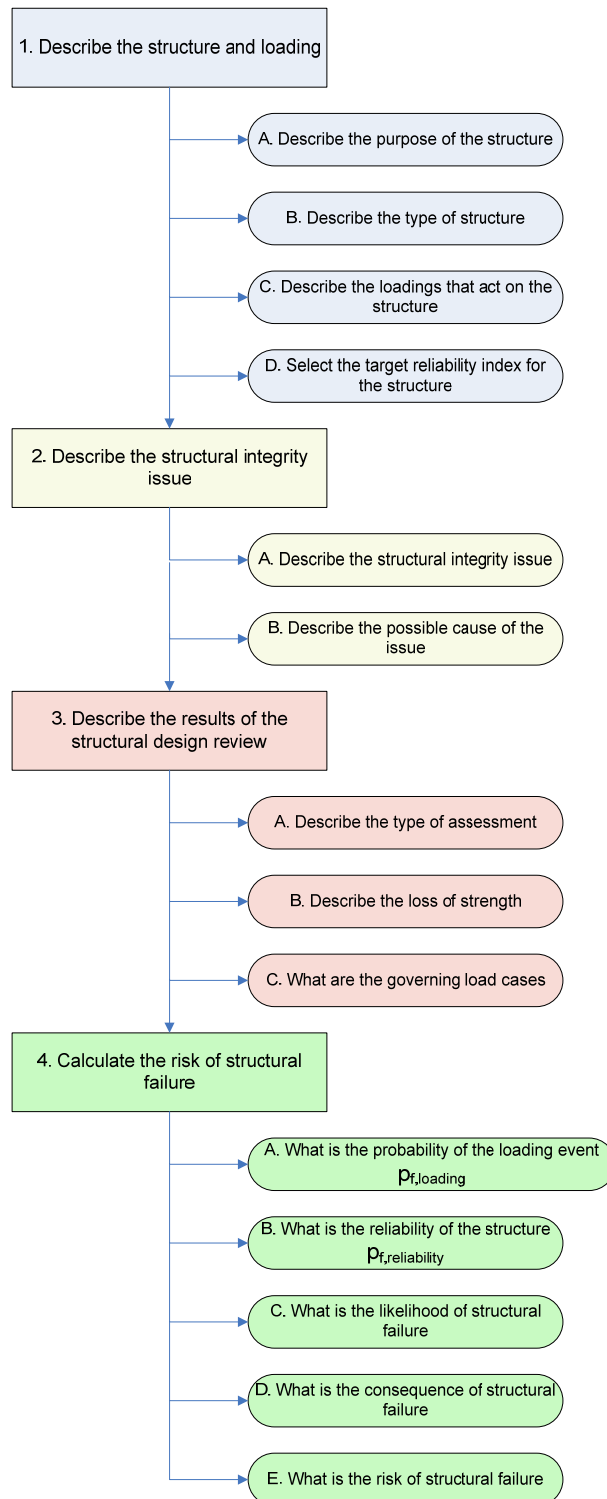 1. Describe the structure and loading
A. Describe the purpose of the structure
B. Describe the type of structure
C. Describe the loadings that act on the
structure
D. Select the target reliability index for
the structure
2. Describe the structural integrity
issue
A. Describe the structural integrity issue
B. Describe the possible cause of the
issue
3. Describe the results of the
structural design review
A. Describe the type of assessment
B. Describe the loss of strength
C. What are the governing load cases
4. Calculate the risk of structural
failure
A. What is the probability of the loading event
pf,loading
B. What is the reliability of the structure
pf,reliability
C. What is the likelihood of structural
failure
D. What is the consequence of structural
failure
E. What is the risk of structural failure